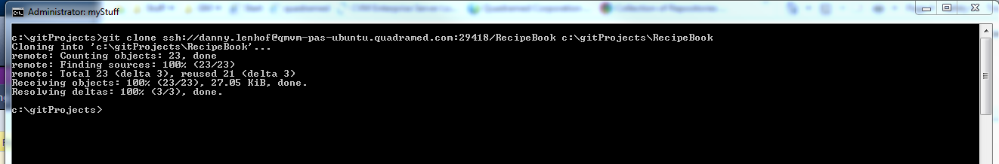 Administrator: myStuff
c:\gitProjects>git clone ssh://danny.lenhof@qmvm-pas-ubuntu.quadramed.com:29418/RecipeBook c:\gitProjects\RecipeBook
Cloning into 'c:\gitProjects\RecipeBook'...
remote: Counting objects: 23, done
remote: Finding sources: 100% (23/23)
remote: Total 23 (delta 3), reused 21 (delta 3)
Receiving objects: 100% (23/23), 27.05 KiB, done.
Resolving deltas: 100% (3/3), done.
c:\gitProjects>